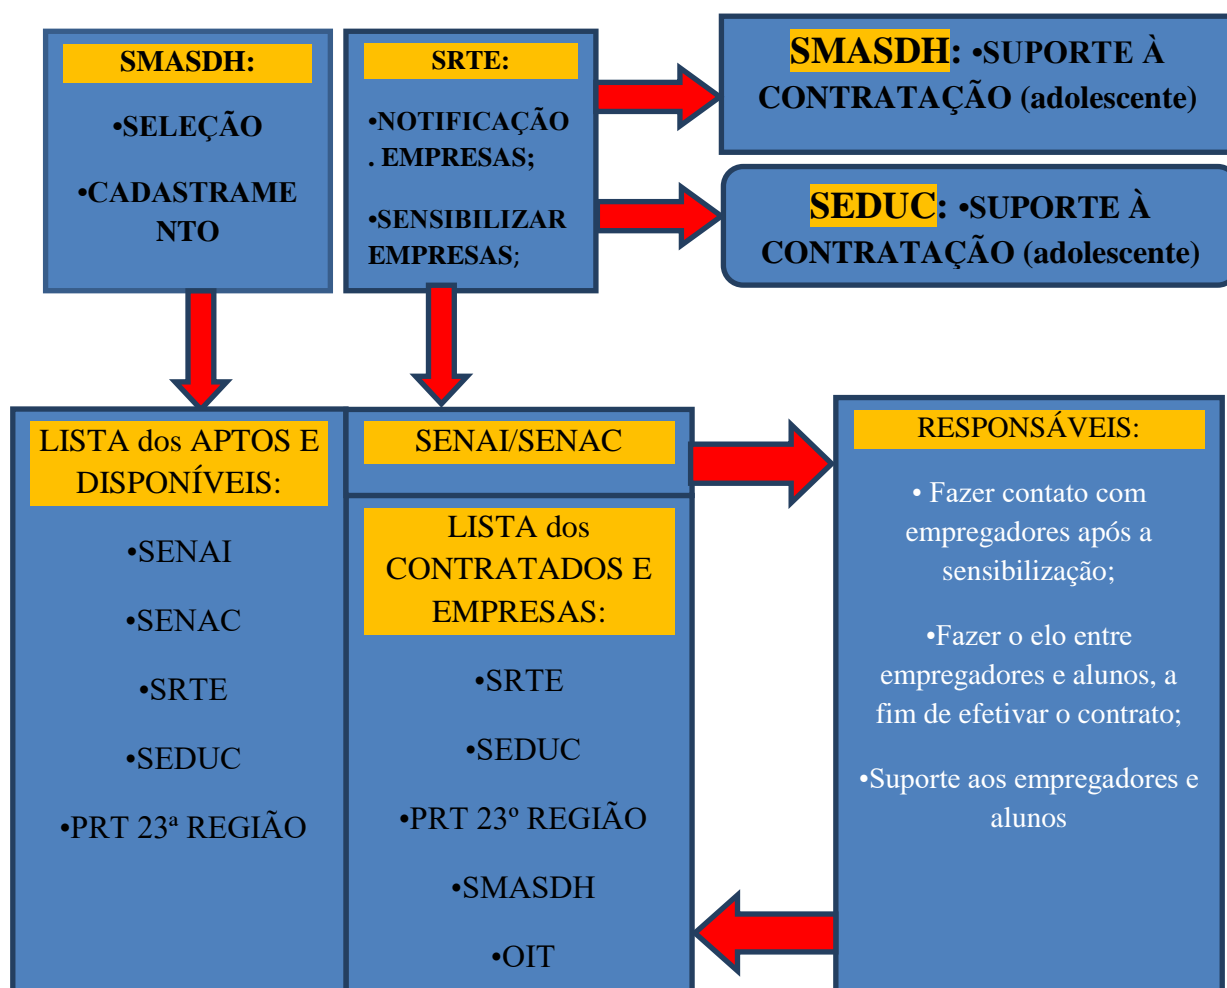 SMASDH:
•SELEÇÃO
•CADASTRAME
NTO
SRTE:
•NOTIFICAÇÃO
. EMPRESAS;
•SENSIBILIZAR
EMPRESAS;
SMASDH: •SUPORTE À
CONTRATAÇÃO (adolescente)
SEDUC: •SUPORTE À
CONTRATAÇÃO (adolescente)
LISTA dos APTOS E
DISPONÍVEIS:
•SENAI
•SENAC
•SRTE
•SEDUC
•PRT 23ª REGIÃO
SENAI/SENAC
LISTA dos
CONTRATADOS E
EMPRESAS:
•SRTE
•SEDUC
•PRT 23º REGIÃO
•SMASDH
•OIT
RESPONSÁVEIS:
• Fazer contato com
empregadores após a
sensibilização;
•Fazer o elo entre
empregadores e alunos, a
fim de efetivar o contrato;
•Suporte aos empregadores e
alunos